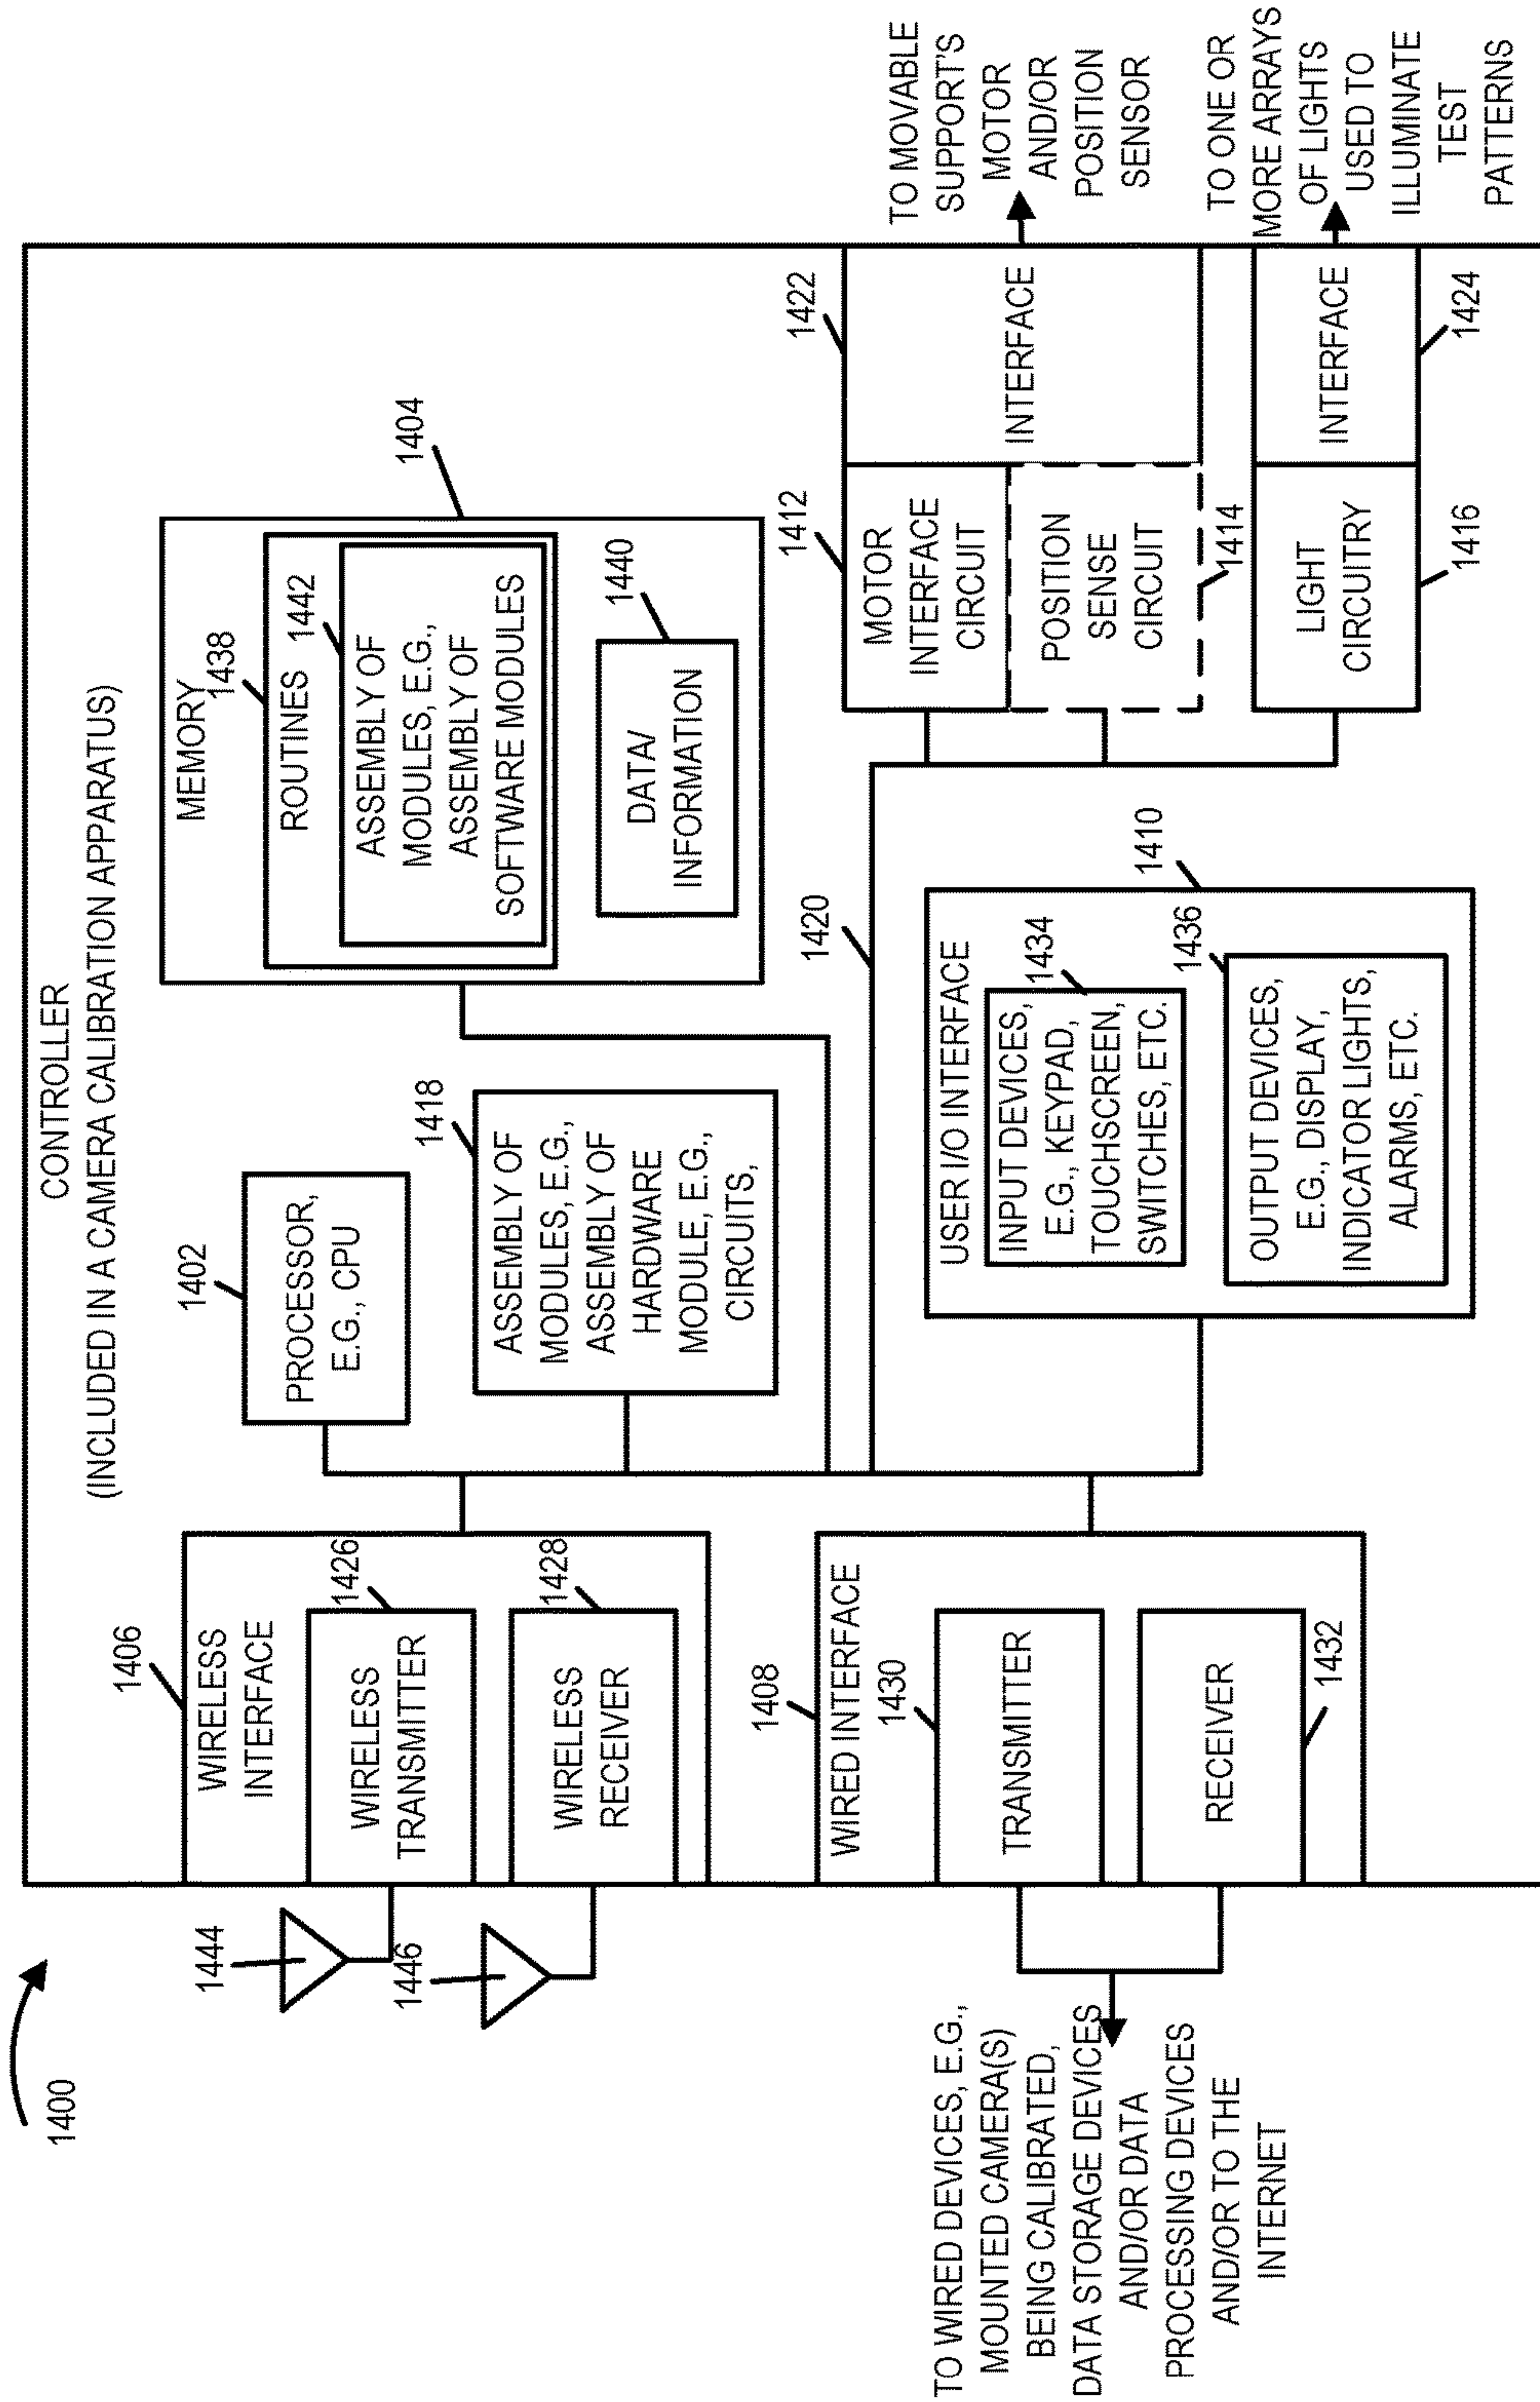 1400
CONTROLLER
(INCLUDED IN A CAMERA CALIBRATION APPARATUS)
1444
1446
1406
WIRELESS
INTERFACE
1426
WIRELESS
TRANSMITTER
1428
WIRELESS
RECEIVER
1402
PROCESSOR,
E.G., CPU
1418
ASSEMBLY OF
MODULES, E.G.,
ASSEMBLY OF
HARDWARE
MODULE, E.G.,
CIRCUITS,
MEMORY
1438
ROUTINES
1442
ASSEMBLY OF
MODULES, E.G.,
ASSEMBLY OF
SOFTWARE MODULES
1404
1440
DATA/
INFORMATION
TO WIRED DEVICES, E.G.,
MOUNTED CAMERA(S)
BEING CALIBRATED,
DATA STORAGE DEVICES
AND/OR DATA
PROCESSING DEVICES
AND/OR TO THE
INTERNET
1408
WIRED INTERFACE
1430
TRANSMITTER
RECEIVER
1432
1420
1410
USER I/O INTERFACE
1434
INPUT DEVICES,
E.G., KEYPAD,
TOUCHSCREEN,
SWITCHES, ETC.
1436
OUTPUT DEVICES,
E.G., DISPLAY,
INDICATOR LIGHTS,
ALARMS, ETC.
1412
MOTOR
INTERFACE
CIRCUIT
POSITION
SENSE
CIRCUIT
1414
LIGHT
CIRCUITRY
1416
1422
INTERFACE
INTERFACE
1424
TO MOVABLE
SUPPORT'S
MOTOR
AND/OR
POSITION
SENSOR
TO ONE OR
MORE ARRAYS
OF LIGHTS
USED TO
ILLUMINATE
TEST
PATTERNS